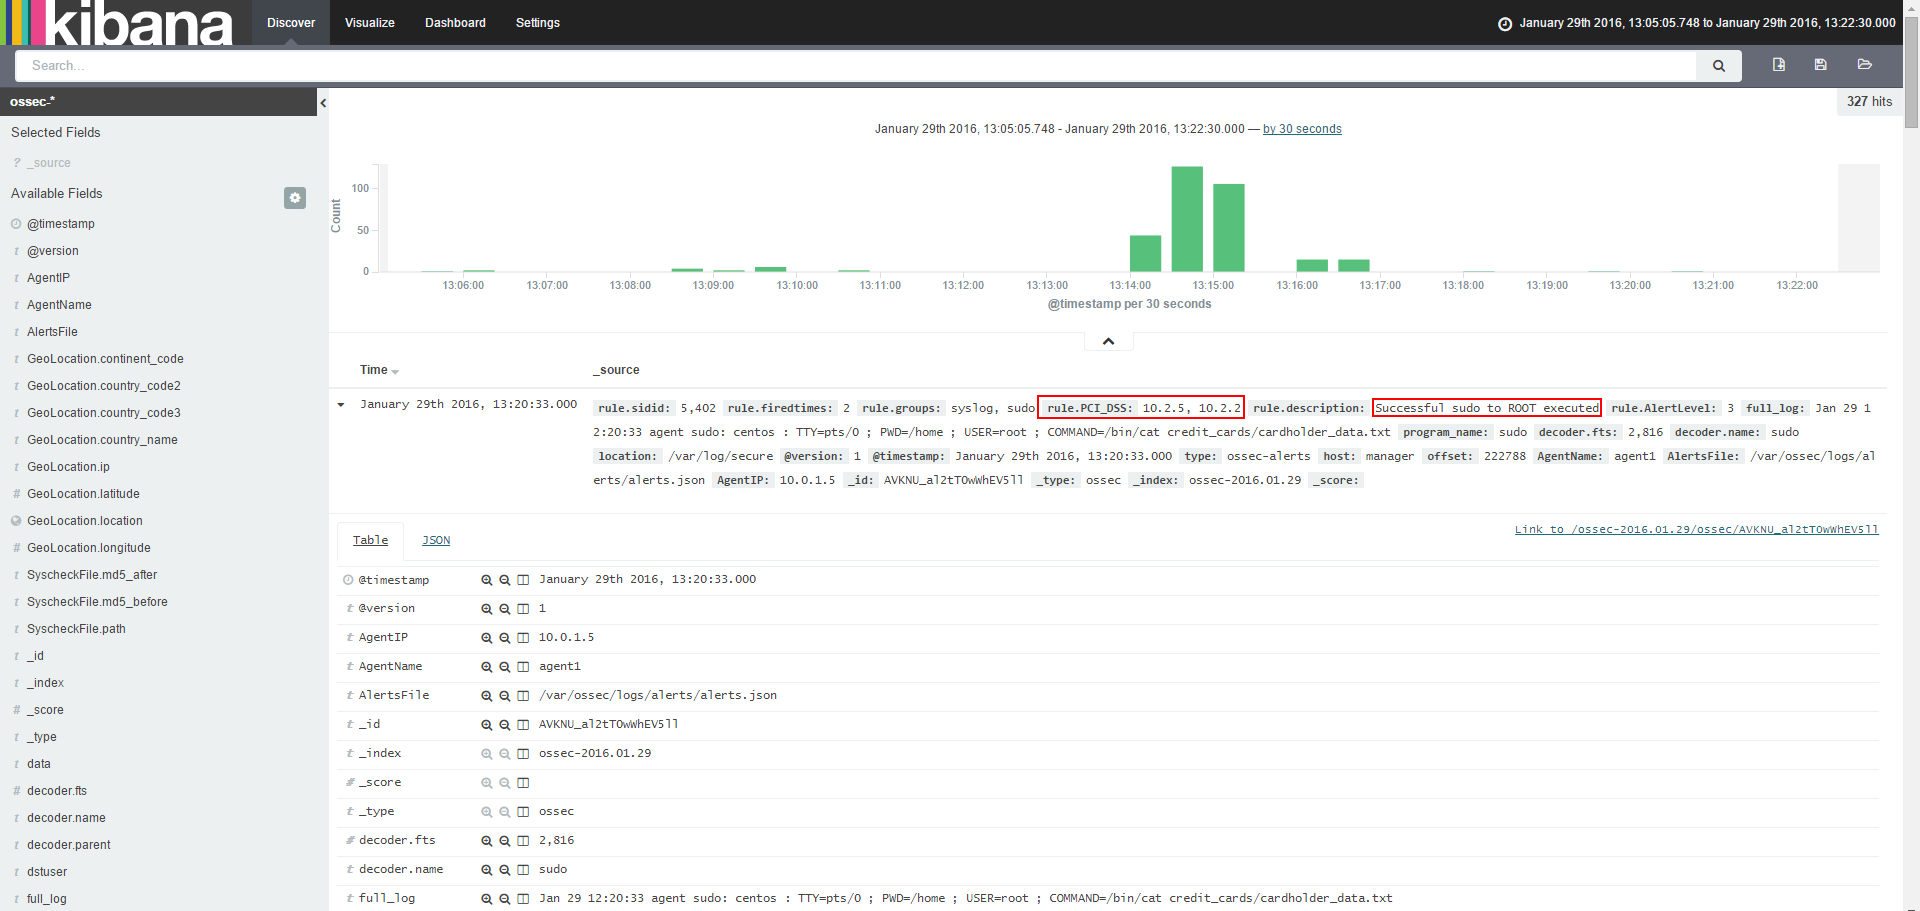 kibana
Discover Visualize Dashboard Settings
January 29th 2016, 13:05:05.748 to January 29th 2016, 13:22:30.000
Search...
ossec-*
327 hits
Selected Fields
? _source
Available Fields
@timestamp
t @version
t AgentIP
t AgentName
t AlertsFile
t GeoLocation.continent_code
t GeoLocation.country_code2
t GeoLocation.country_code3
t GeoLocation.country_name
t GeoLocation.ip
# GeoLocation.latitude
GeoLocation.location
# GeoLocation.longitude
t SyscheckFile.md5_after
t SyscheckFile.md5_before
t SyscheckFile.path
t _id
t _index
# _score
t _type
t data
# decoder.fts
t decoder.name
t decoder.parent
t dstuser
t full_log
January 29th 2016, 13:05:05.748 - January 29th 2016, 13:22:30.000 — by 30 seconds
Count
100
50
0
13:06:00 13:07:00 13:08:00 13:09:00 13:10:00 13:11:00 13:12:00 13:13:00 13:14:00 13:15:00 13:16:00 13:17:00 13:18:00 13:19:00 13:20:00 13:21:00 13:22:00
@timestamp per 30 seconds
Time _source
January 29th 2016, 13:20:33.000
rule.sidid: 5,402 rule.firedtimes: 2 rule.groups: syslog, sudo rule.PCI_DSS: 10.2.5, 10.2.2 rule.description: Successful sudo to ROOT executed rule.AlertLevel: 3 full_log: Jan 29 1
2:20:33 agent sudo: centos : TTY=pts/0 ; PWD=/home ; USER=root ; COMMAND=/bin/cat credit_cards/cardholder_data.txt program_name: sudo decoder.fts: 2,816 decoder.name: sudo
location: /var/log/secure @version: 1 @timestamp: January 29th 2016, 13:20:33.000 type: ossec-alerts host: manager offset: 222788 AgentName: agent1 AlertsFile: /var/ossec/logs/al
erts/alerts.json AgentIP: 10.0.1.5 _id: AVKNU_al2tTOwWhEV5ll _type: ossec _index: ossec-2016.01.29 _score:
Table JSON
Link to /ossec-2016.01.29/ossec/AVKNU_al2tTOwWhEV5ll
@timestamp January 29th 2016, 13:20:33.000
t @version 1
t AgentIP 10.0.1.5
t AgentName agent1
t AlertsFile /var/ossec/logs/alerts/alerts.json
t _id AVKNU_al2tTOwWhEV5ll
t _index ossec-2016.01.29
# _score
t _type ossec
# decoder.fts 2,816
t decoder.name sudo
t full_log Jan 29 12:20:33 agent sudo: centos : TTY=pts/0 ; PWD=/home ; USER=root ; COMMAND=/bin/cat credit_cards/cardholder_data.txt